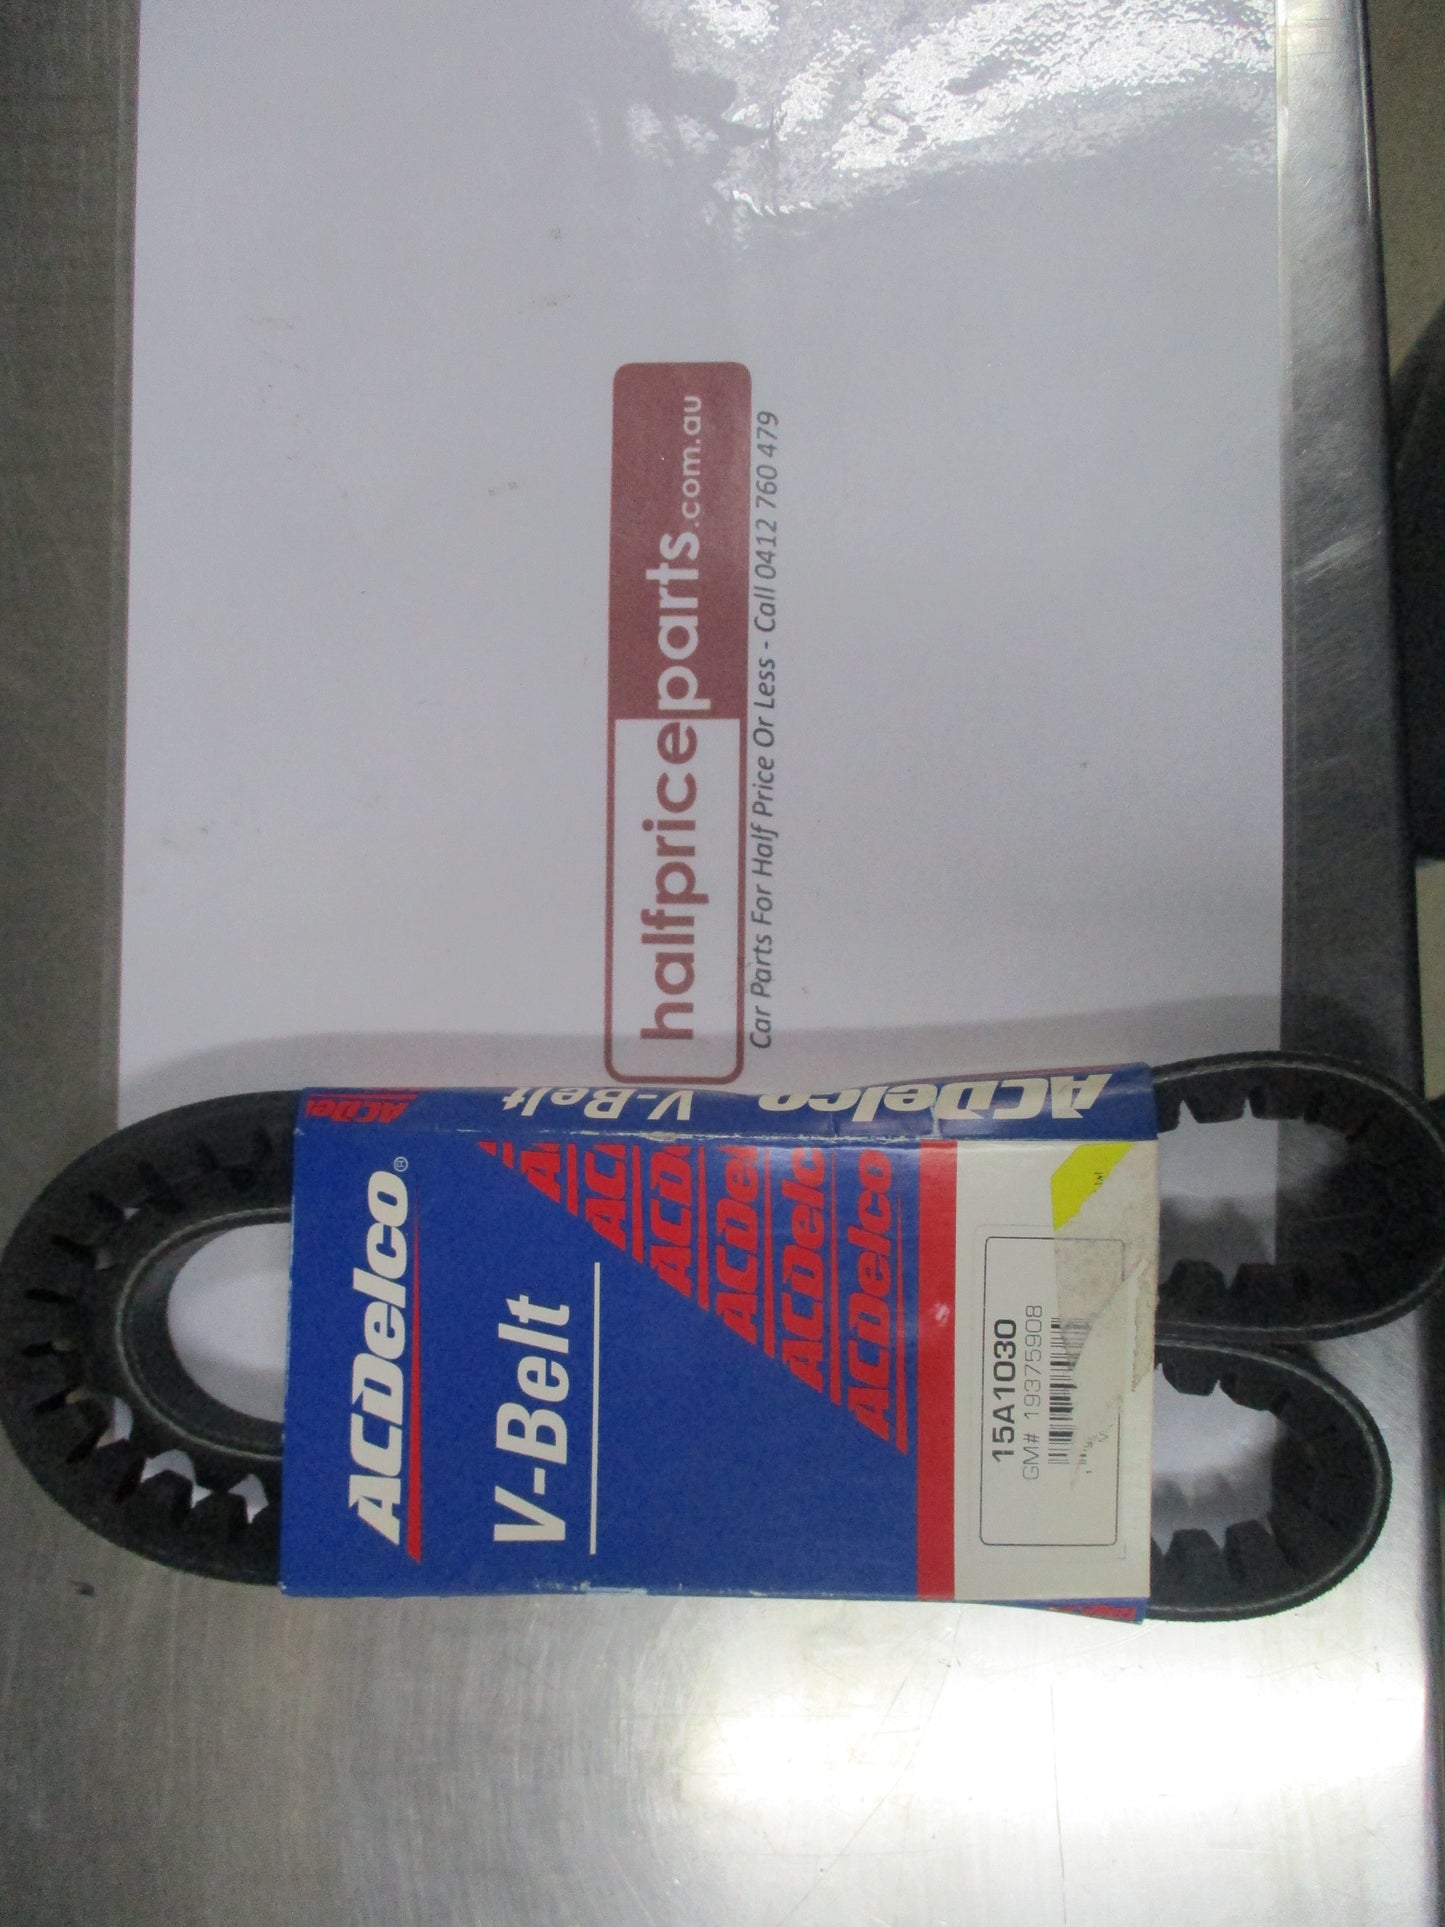 halfpriceparts.com.au
Car Parts For Half Price Or Less - Call 0412 760 479
ACDelco
V-Belt
ACDelco
ACDelco®
V-Belt
ACDelco
ACDelco
ACDelco
15A1030
GM# 19375908